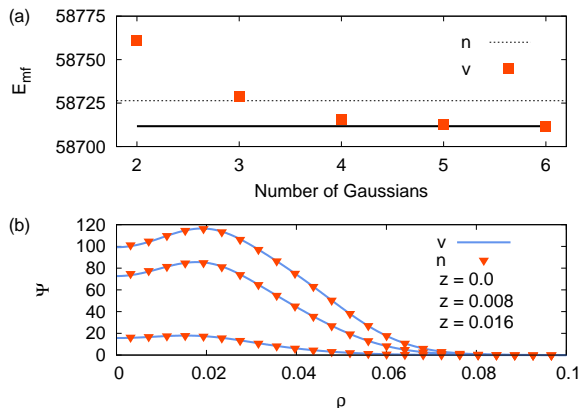 (a)
58775
58750
58725
58700
E_mf
n
v
2 3 4 5 6
Number of Gaussians
(b)
120
100
80
60
40
20
0
Ψ
v
n
z = 0.0
z = 0.008
z = 0.016
0 0.02 0.04 0.06 0.08 0.1
ρ